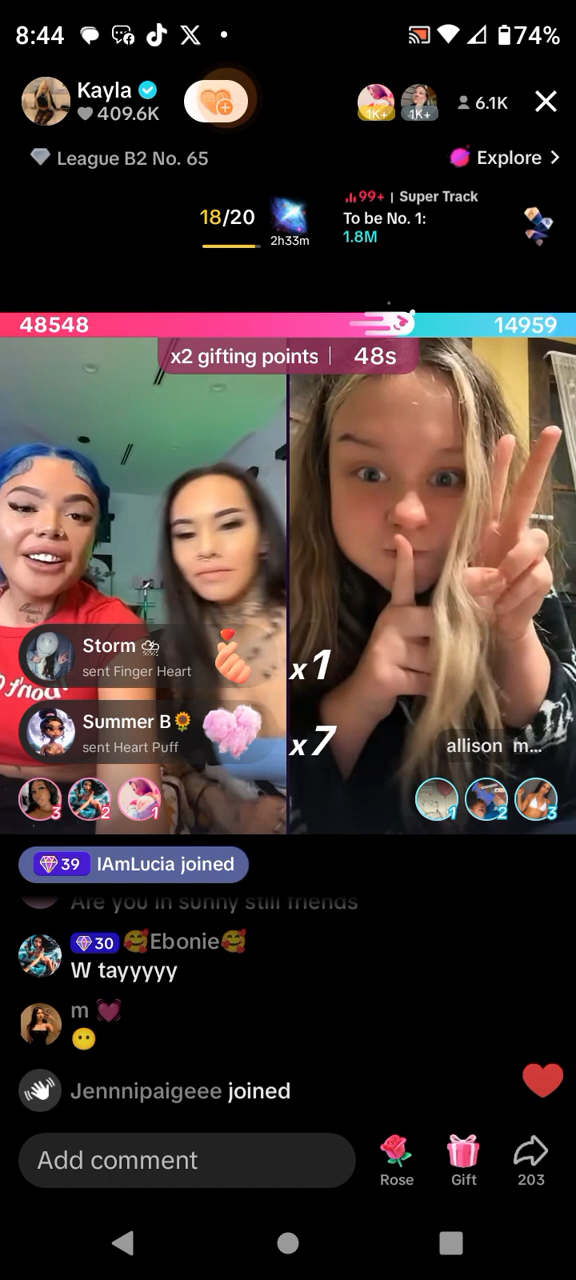 8:44
74%
Kayla
409.6K
1K+
1K+
6.1K
League B2 No. 65
Explore
18/20
2h33m
99+ | Super Track
To be No. 1:
1.8M
48548
14959
x2 gifting points | 48s
Storm
sent Finger Heart
x1
Summer B
sent Heart Puff
x7
allison m...
3
2
1
1
2
3
39 IAmLucia joined
Are you in sunny still friends
30 Ebonie
W tayyyyy
m
Jennnipaigeee joined
Add comment
Rose
Gift
203